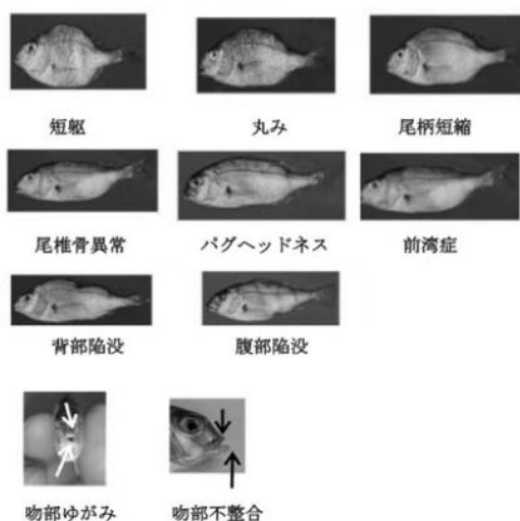 短躯
丸み
尾柄短縮
尾椎骨異常
パグヘッドネス
前湾症
背部陥没
腹部陥没
吻部ゆがみ
吻部不整合